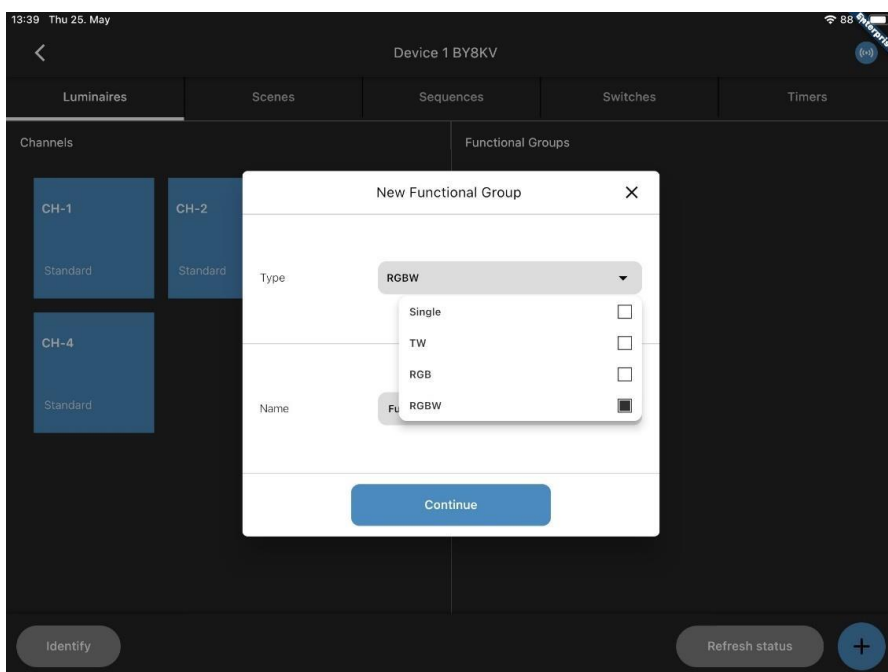 13:39 Thu 25. May
88
Enterpris
Device 1 BY8KV
Luminaires Scenes Sequences Switches Timers
Channels
Functional Groups
CH-1
Standard
CH-2
Standard
CH-4
Standard
New Functional Group
Type
RGBW
Single
TW
RGB
RGBW
Name
Fu
Continue
Identify
Refresh status